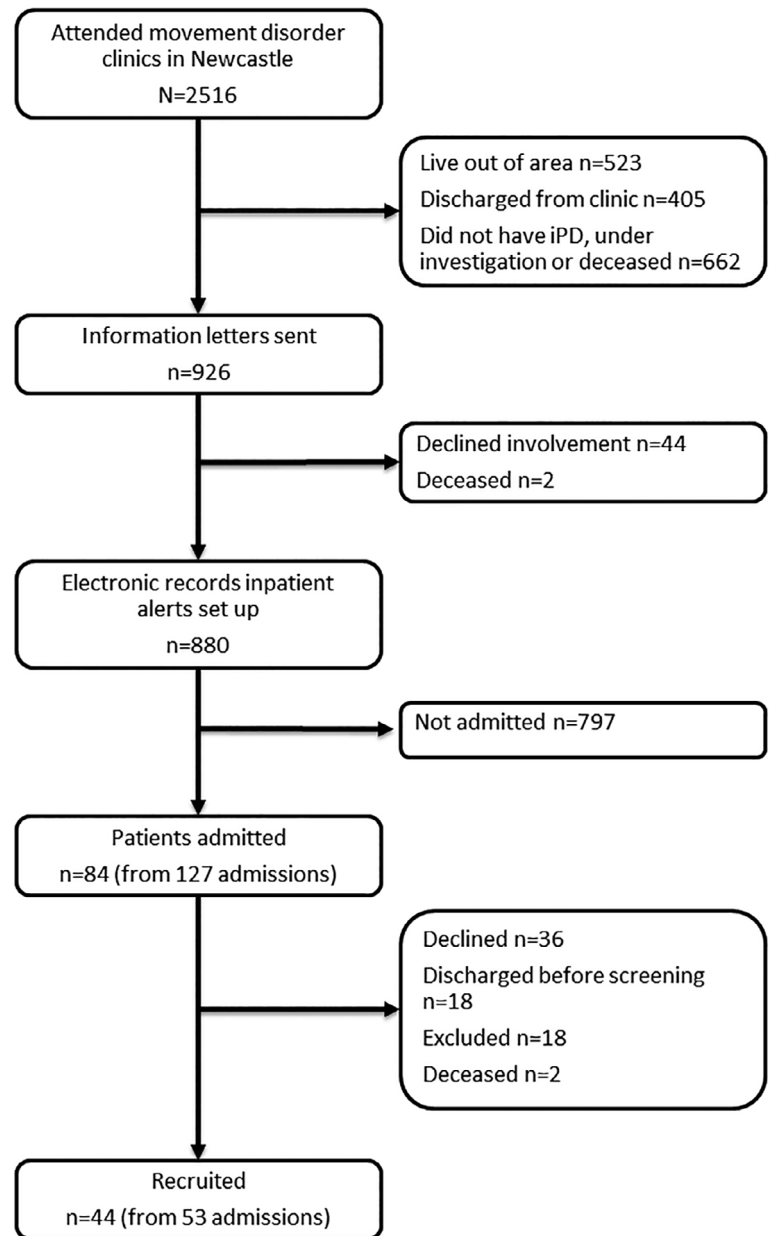 Attended movement disorder
clinics in Newcastle
N=2516
Live out of area n=523
Discharged from clinic n=405
Did not have iPD, under
investigation or deceased n=662
Information letters sent
n=926
Declined involvement n=44
Deceased n=2
Electronic records inpatient
alerts set up
n=880
Not admitted n=797
Patients admitted
n=84 (from 127 admissions)
Declined n=36
Discharged before screening
n=18
Excluded n=18
Deceased n=2
Recruited
n=44 (from 53 admissions)